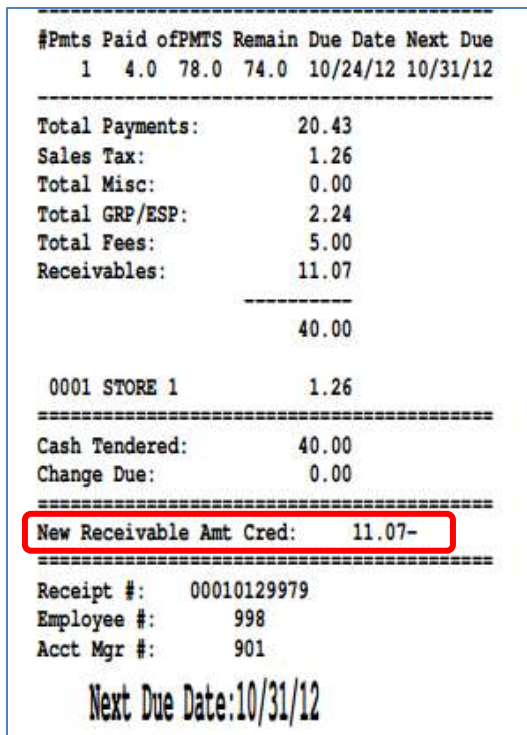 #Pmts Paid ofPMTS Remain Due Date Next Due
1 4.0 78.0 74.0 10/24/12 10/31/12
Total Payments: 20.43
Sales Tax: 1.26
Total Misc: 0.00
Total GRP/ESP: 2.24
Total Fees: 5.00
Receivables: 11.07
40.00
0001 STORE 1 1.26
Cash Tendered: 40.00
Change Due: 0.00
New Receivable Amt Cred: 11.07-
Receipt #: 00010129979
Employee #: 998
Acct Mgr #: 901
Next Due Date:10/31/12